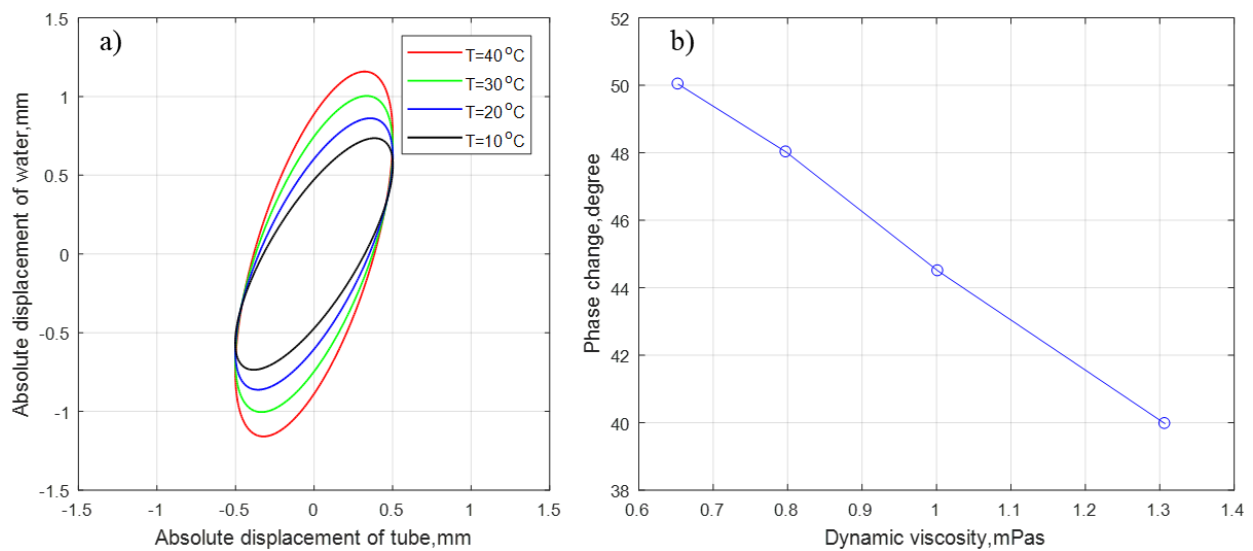 a)
1.5
1
0.5
0
-0.5
-1
-1.5
-1.5 -1 -0.5 0 0.5 1 1.5
Absolute displacement of water,mm
Absolute displacement of tube,mm
T=40 °C
T=30 °C
T=20 °C
T=10 °C
b)
52
50
48
46
44
42
40
38
0.6 0.7 0.8 0.9 1 1.1 1.2 1.3 1.4
Phase change,degree
Dynamic viscosity,mPas